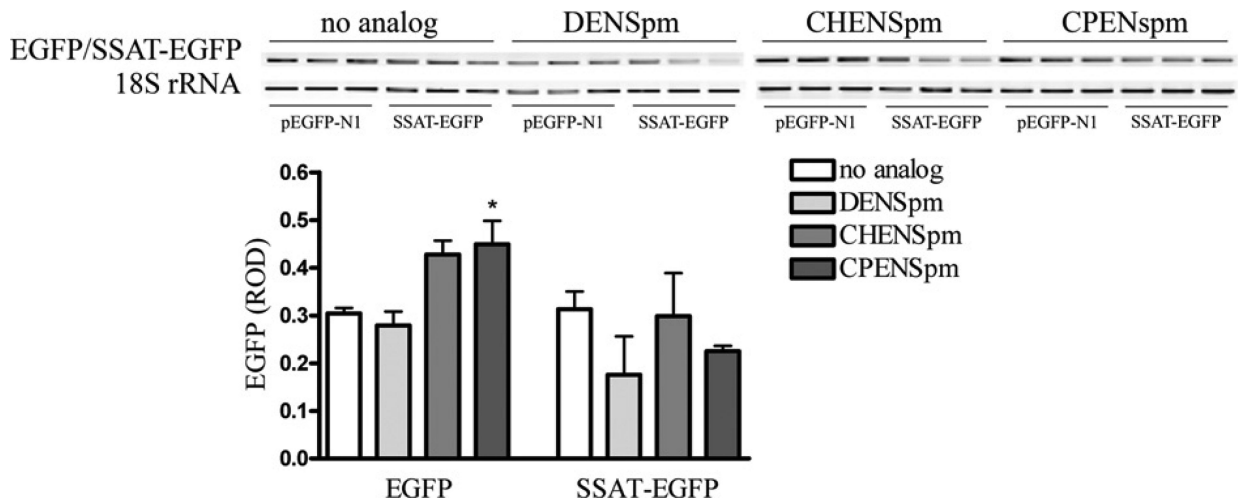 no analog DENSpm CHENSpm CPENspm
EGFP/SSAT-EGFP
18S rRNA
pEGFP-N1 SSAT-EGFP pEGFP-N1 SSAT-EGFP pEGFP-N1 SSAT-EGFP pEGFP-N1 SSAT-EGFP
EGFP (ROD)
0.6
0.5
0.4
0.3
0.2
0.1
0.0
*
EGFP SSAT-EGFP
no analog
DENSpm
CHENSpm
CPENSpm